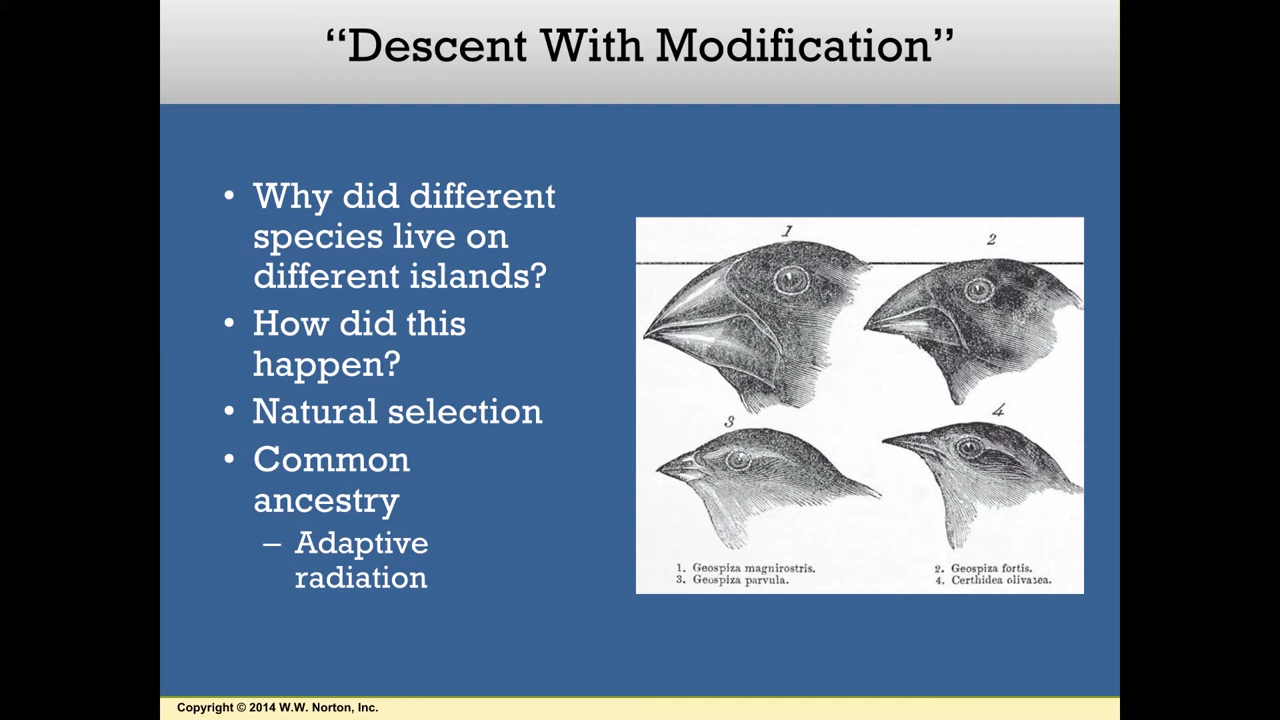 “Descent With Modification”
• Why did different
species live on
different islands?
• How did this
happen?
• Natural selection
• Common
ancestry
– Adaptive
radiation
1
2
3
4
1. Geospiza magnirostris.
2. Geospiza fortis.
3. Geospiza parvula.
4. Certhidea olivasea.
Copyright © 2014 W.W. Norton, Inc.